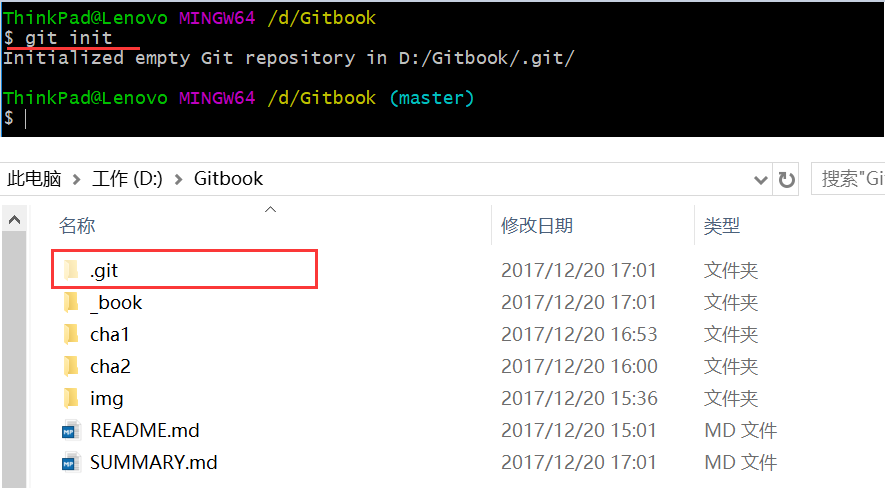 ThinkPad@Lenovo MINGW64 /d/Gitbook
$ git init
Initialized empty Git repository in D:/Gitbook/.git/
ThinkPad@Lenovo MINGW64 /d/Gitbook (master)
$
此电脑 > 工作 (D:) > Gitbook 搜索"Gi
名称 修改日期 类型
.git 2017/12/20 17:01 文件夹
_book 2017/12/20 17:01 文件夹
cha1 2017/12/20 16:53 文件夹
cha2 2017/12/20 16:00 文件夹
img 2017/12/20 15:36 文件夹
README.md 2017/12/20 15:01 MD 文件
SUMMARY.md 2017/12/20 17:01 MD 文件